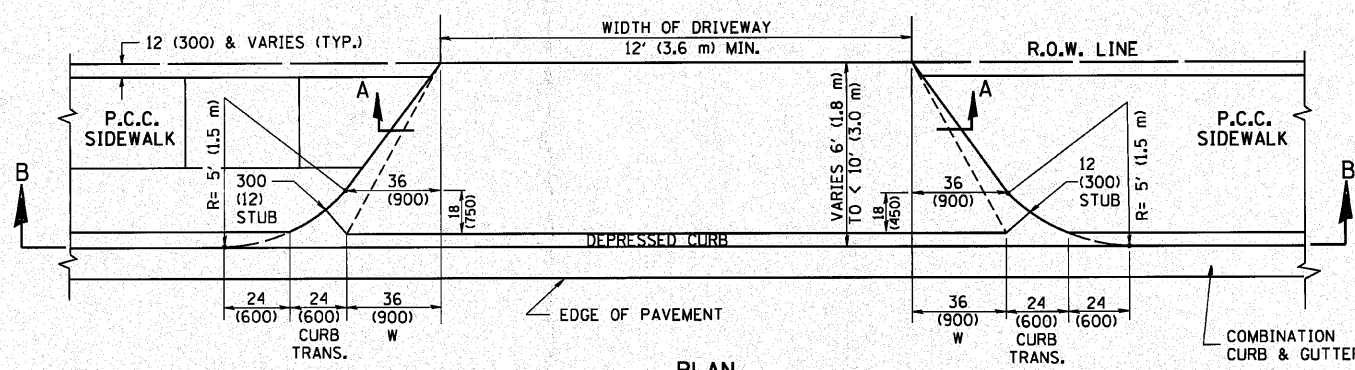 12 (300) & VARIES (TYP.)
WIDTH OF DRIVEWAY
12' (3.6 m) MIN.
R.O.W. LINE
P.C.C.
SIDEWALK
A
A
P.C.C.
SIDEWALK
R= 5' (1.5 m)
300
(12)
STUB
36
(900)
18
(750)
VARIES 6' (1.8 m)
TO < 10' (3.0 m)
36
(900)
18
(450)
12
(300)
STUB
R= 5' (1.5 m)
B
B
DEPRESSED CURB
24
(600)
24
(600)
CURB
TRANS.
36
(900)
W
EDGE OF PAVEMENT
36
(900)
W
24
(600)
CURB
TRANS.
24
(600)
COMBINATION
CURB & GUTTER
PLAN